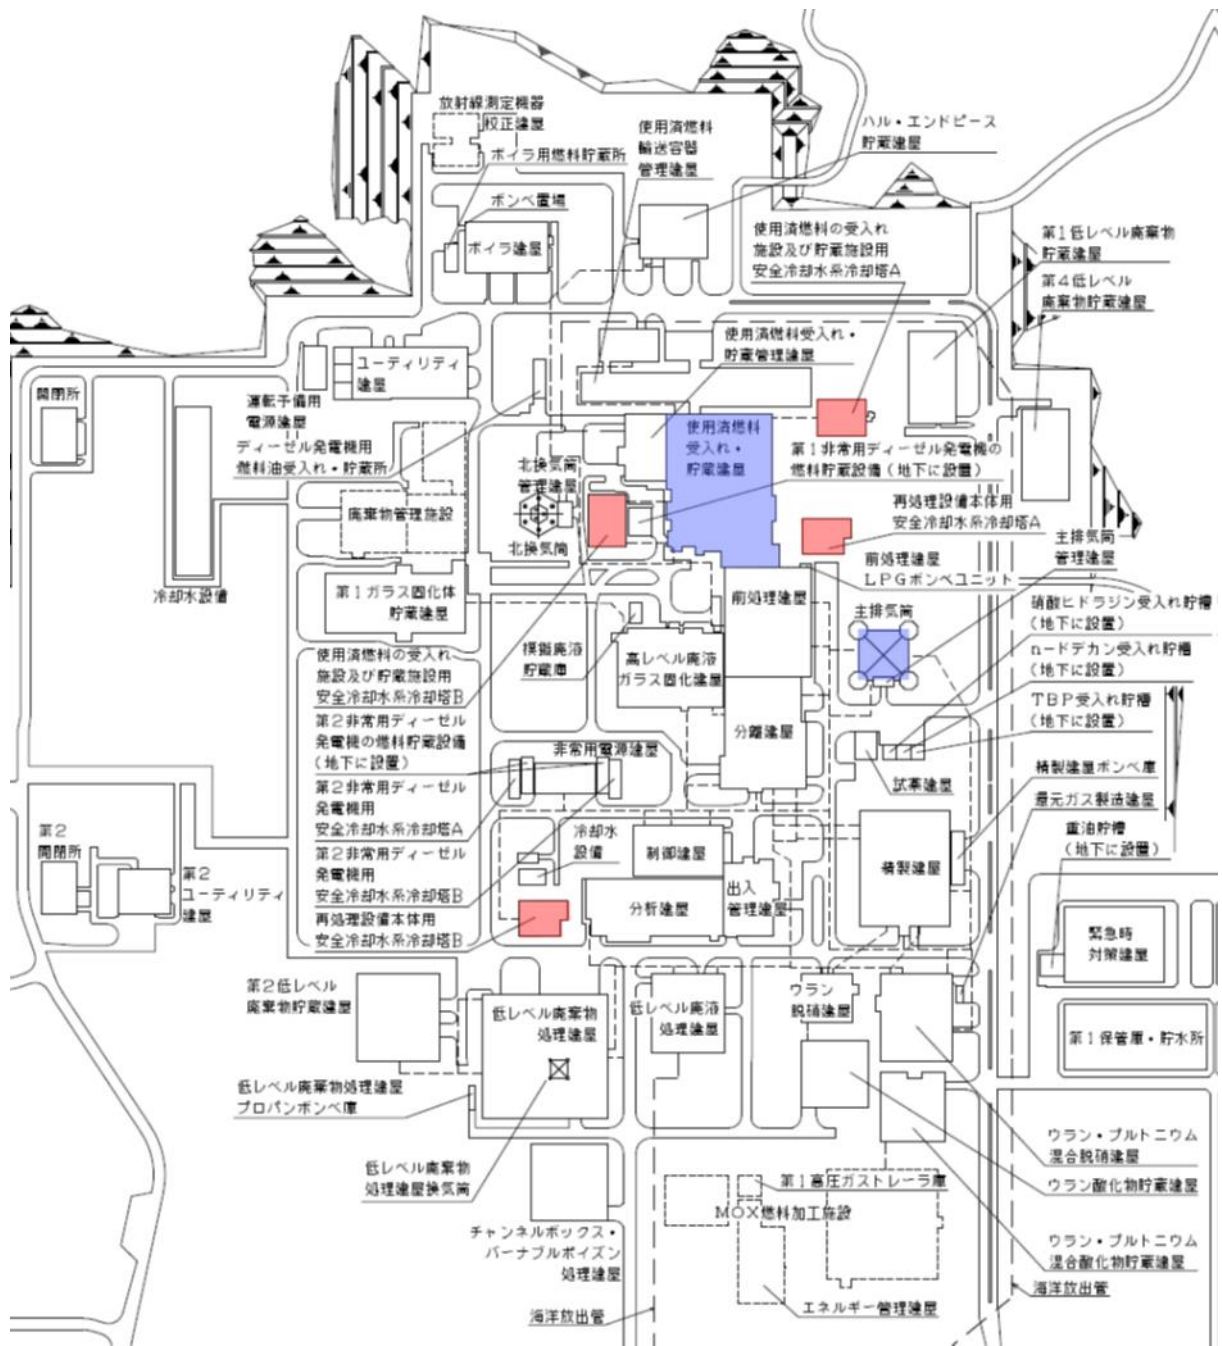 放射線測定機器
校正建屋
ボイラ用燃料貯蔵所
ボンベ置場
ボイラ建屋
使用済燃料
輸送容器
管理建屋
ハル・エンドピース
貯蔵建屋
使用済燃料の受入れ
施設及び貯蔵施設用
安全冷却水系冷却塔A
第1低レベル廃棄物
貯蔵建屋
第4低レベル
廃棄物貯蔵建屋
使用済燃料受入れ・
貯蔵管理建屋
ユーティリティ
建屋
開閉所
運転予備用
電源建屋
ディーゼル発電機用
燃料油受入れ・貯蔵所
使用済燃料
受入れ・
貯蔵建屋
第1非常用ディーゼル発電機の
燃料貯蔵設備(地下に設置)
北換気筒
管理建屋
北換気筒
廃棄物管理施設
再処理設備本体用
安全冷却水系冷却塔A
主排気筒
管理建屋
冷却水設備
第1ガラス固化体
貯蔵建屋
前処理建屋
前処理建屋
LPGボンベユニット
主排気筒
硝酸ヒドラジン受入れ貯槽
(地下に設置)
n-ドデカン受入れ貯槽
(地下に設置)
TBP受入れ貯槽
(地下に設置)
模擬廃液
貯蔵庫
高レベル廃液
ガラス固化建屋
使用済燃料の受入れ
施設及び貯蔵施設用
安全冷却水系冷却塔B
第2非常用ディーゼル
発電機の燃料貯蔵設備
(地下に設置)
非常用電源建屋
分離建屋
試薬建屋
精製建屋ボンベ庫
還元ガス製造建屋
重油貯槽
(地下に設置)
第2非常用ディーゼル
発電機用
安全冷却水系冷却塔A
第2非常用ディーゼル
発電機用
安全冷却水系冷却塔B
冷却水
設備
制御建屋
精製建屋
第2
開閉所
第2
ユーティリティ
建屋
出入
管理建屋
分析建屋
再処理設備本体用
安全冷却水系冷却塔B
緊急時
対策建屋
第2低レベル
廃棄物貯蔵建屋
低レベル廃棄物
処理建屋
低レベル廃液
処理建屋
ウラン
脱硝建屋
第1保管庫・貯水所
低レベル廃棄物処理建屋
プロパンボンベ庫
ウラン・プルトニウム
混合脱硝建屋
低レベル廃棄物
処理建屋換気筒
第1高圧ガストレーラ庫
ウラン酸化物貯蔵建屋
MOX燃料加工施設
チャンネルボックス・
バーナブルポイズン
処理建屋
ウラン・プルトニウム
混合酸化物貯蔵建屋
海洋放出管
エネルギー管理建屋
海洋放出管